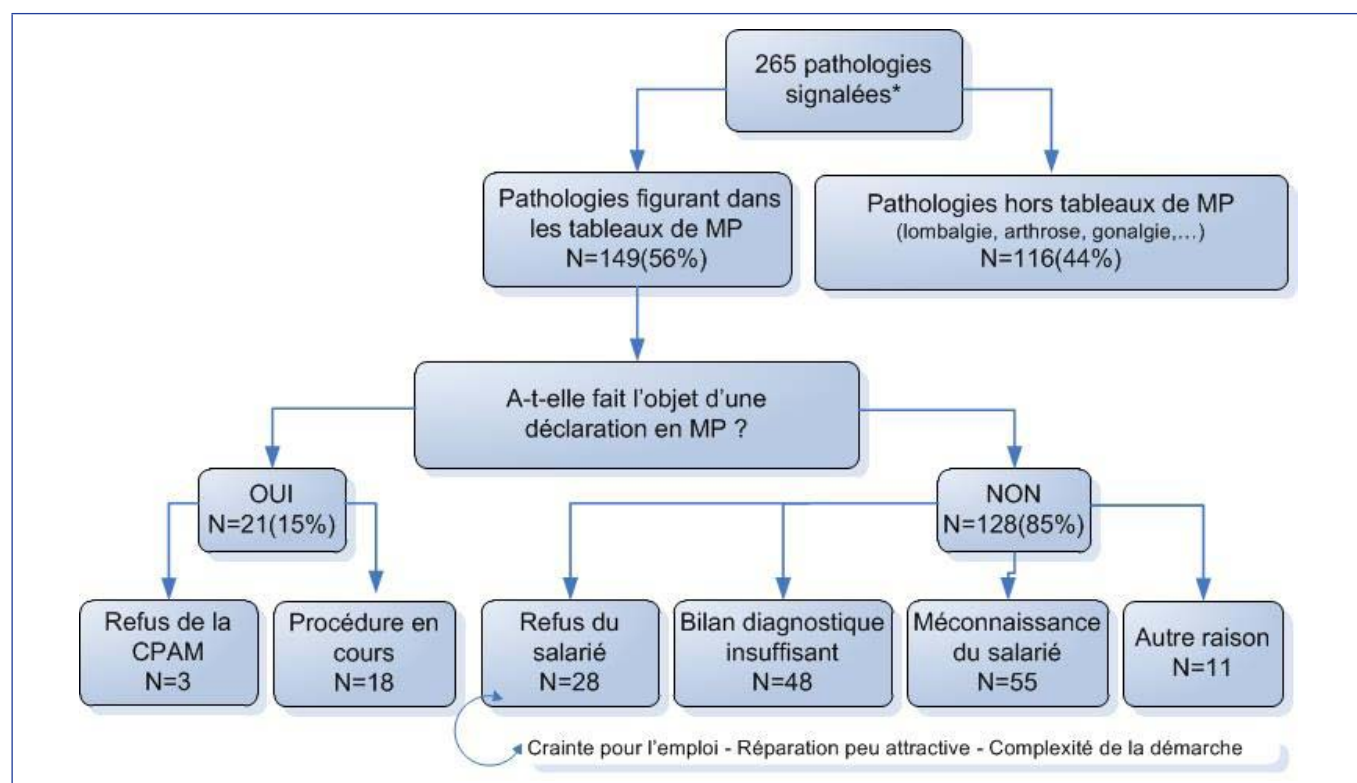 265 pathologies
signalées*
Pathologies figurant dans
les tableaux de MP
N=149(56%)
Pathologies hors tableaux de MP
(lombalgie, arthrose, gonalgie,...)
N=116(44%)
A-t-elle fait l'objet d'une
déclaration en MP ?
OUI
N=21(15%)
NON
N=128(85%)
Refus de la
CPAM
N=3
Procédure en
cours
N=18
Refus du
salarié
N=28
Bilan diagnostique
insuffisant
N=48
Méconnaissance
du salarié
N=55
Autre raison
N=11
Crainte pour l'emploi - Réparation peu attractive - Complexité de la démarche